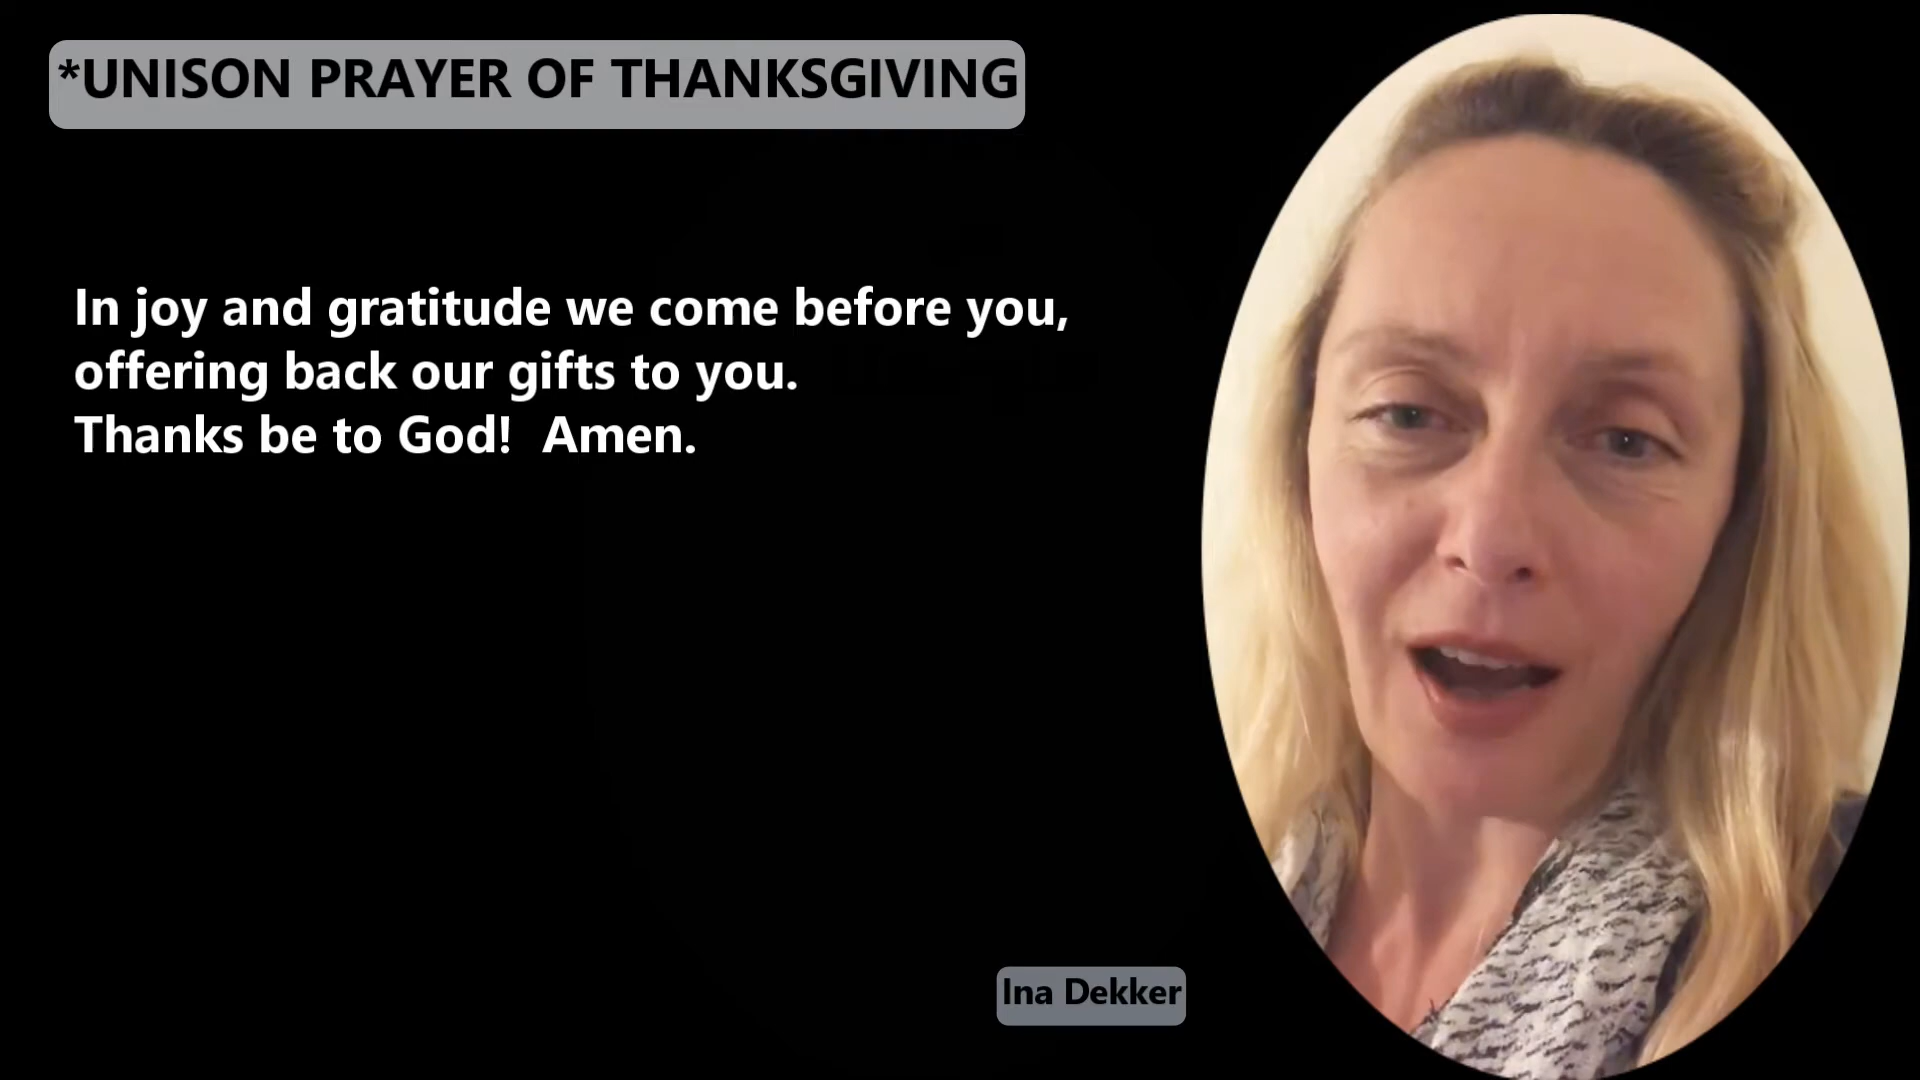 *UNISON PRAYER OF THANKSGIVING
In joy and gratitude we come before you,
offering back our gifts to you.
Thanks be to God!  Amen.
Ina Dekker